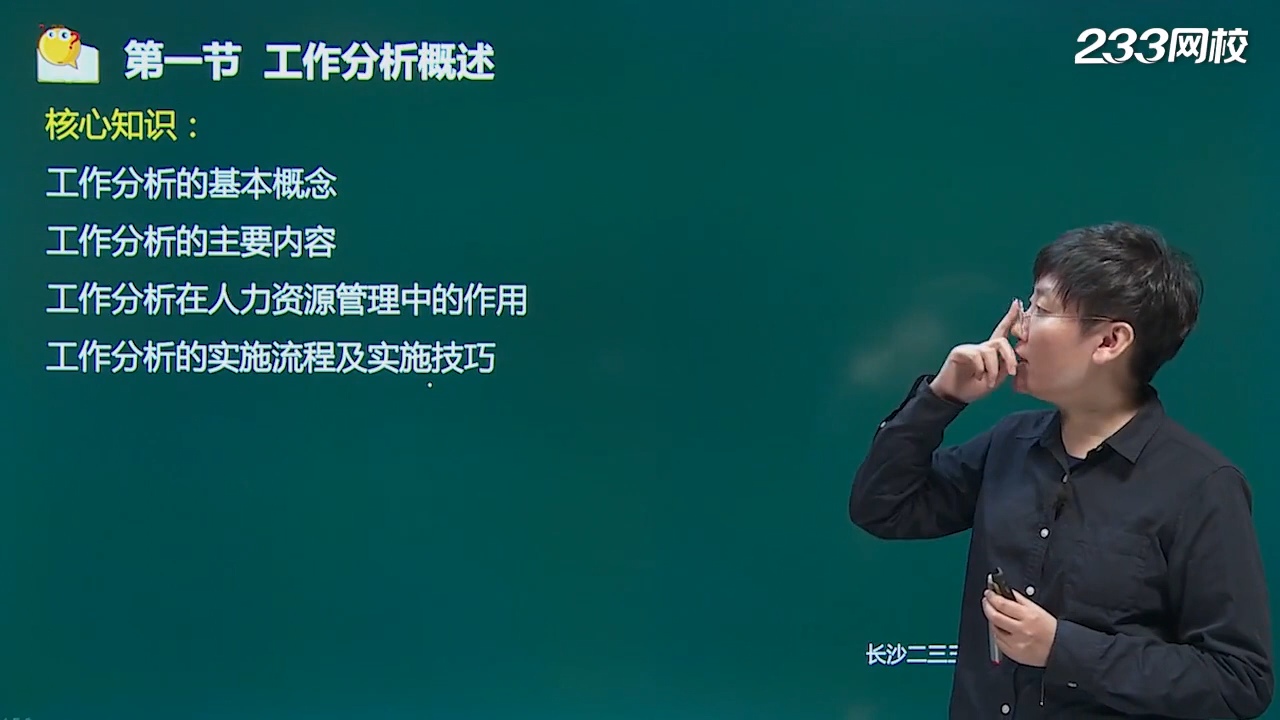 233网校
第一节 工作分析概述
核心知识：
工作分析的基本概念
工作分析的主要内容
工作分析在人力资源管理中的作用
工作分析的实施流程及实施技巧
长沙二三三